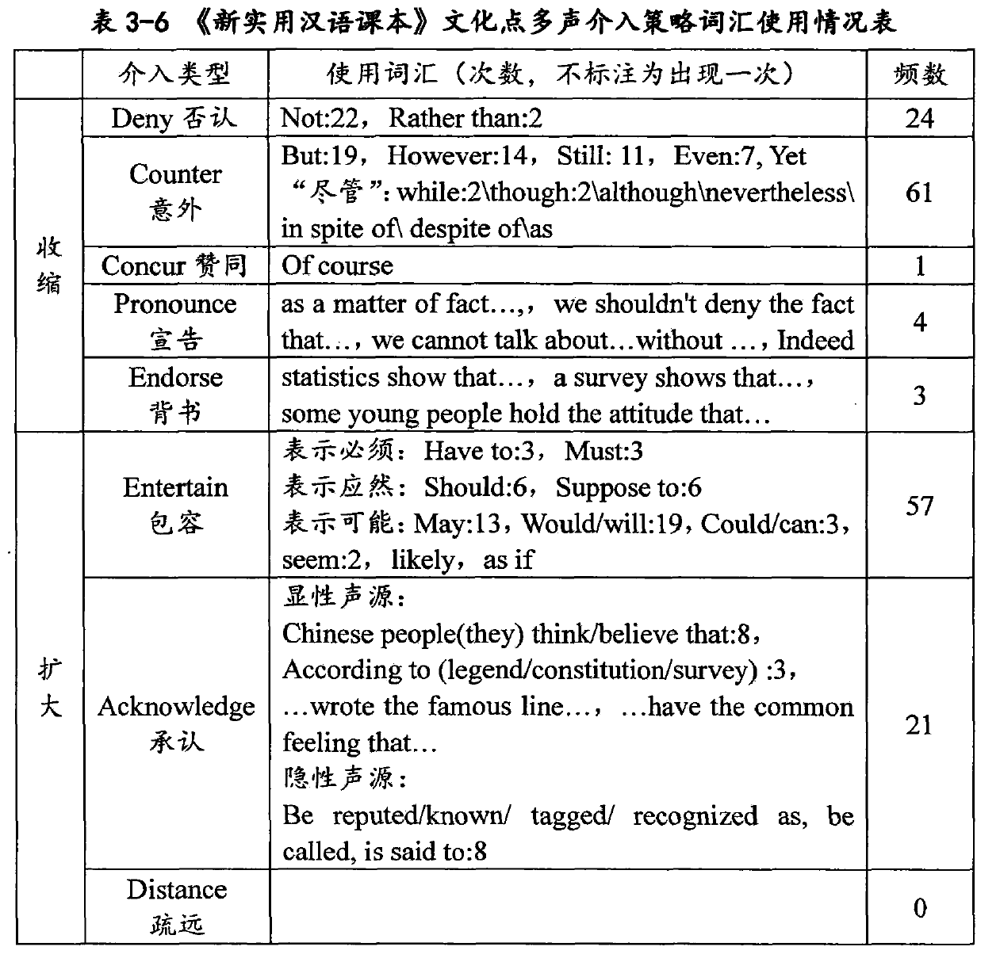 表 3–6 《新实用汉语课本》文化点多声介入策略词汇使用情况表
介入类型 使用词汇（次数，不标注为出现一次） 频数
收缩
Deny 否认 Not:22， Rather than:2 24
Counter 意外
But:19， However:14， Still: 11， Even:7, Yet
“尽管”：while:2\though:2\although\nevertheless\
in spite of\ despite of\as
61
Concur 赞同 Of course 1
Pronounce 宣告
as a matter of fact…,， we shouldn't deny the fact
that…，we cannot talk about…without …，Indeed
4
Endorse 背书
statistics show that…， a survey shows that…，
some young people hold the attitude that…
3
扩大
Entertain 包容
表示必须： Have to:3， Must:3
表示应然： Should:6， Suppose to:6
表示可能：May:13，Would/will:19，Could/can:3，
seem:2， likely， as if
57
Acknowledge 承认
显性声源：
Chinese people(they) think/believe that:8，
According to (legend/constitution/survey) :3，
…wrote the famous line…， …have the common
feeling that…
隐性声源：
Be reputed/known/ tagged/ recognized as, be
called, is said to:8
21
Distance 疏远
0